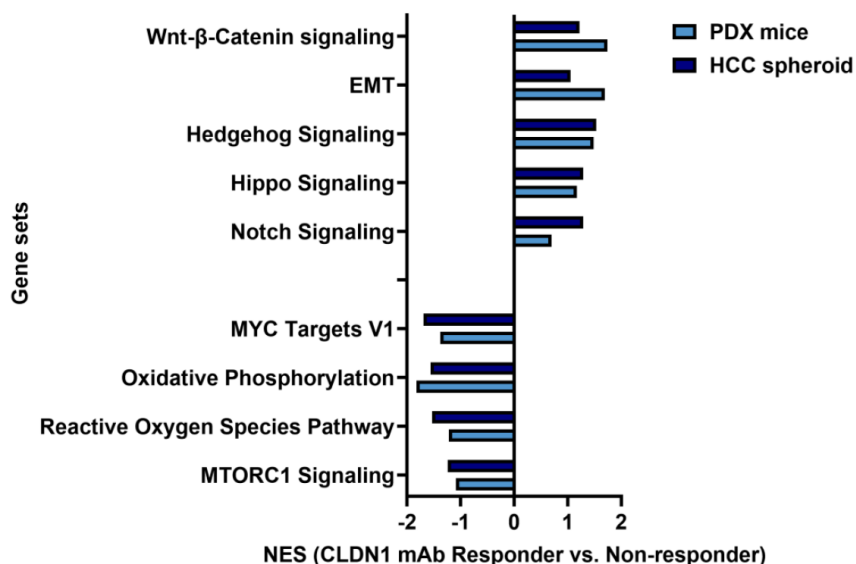 Wnt-β-Catenin signaling
EMT
Hedgehog Signaling
Hippo Signaling
Notch Signaling
MYC Targets V1
Oxidative Phosphorylation
Reactive Oxygen Species Pathway
MTORC1 Signaling
Gene sets
-2 -1 0 1 2
NES (CLDN1 mAb Responder vs. Non-responder)
PDX mice
HCC spheroid